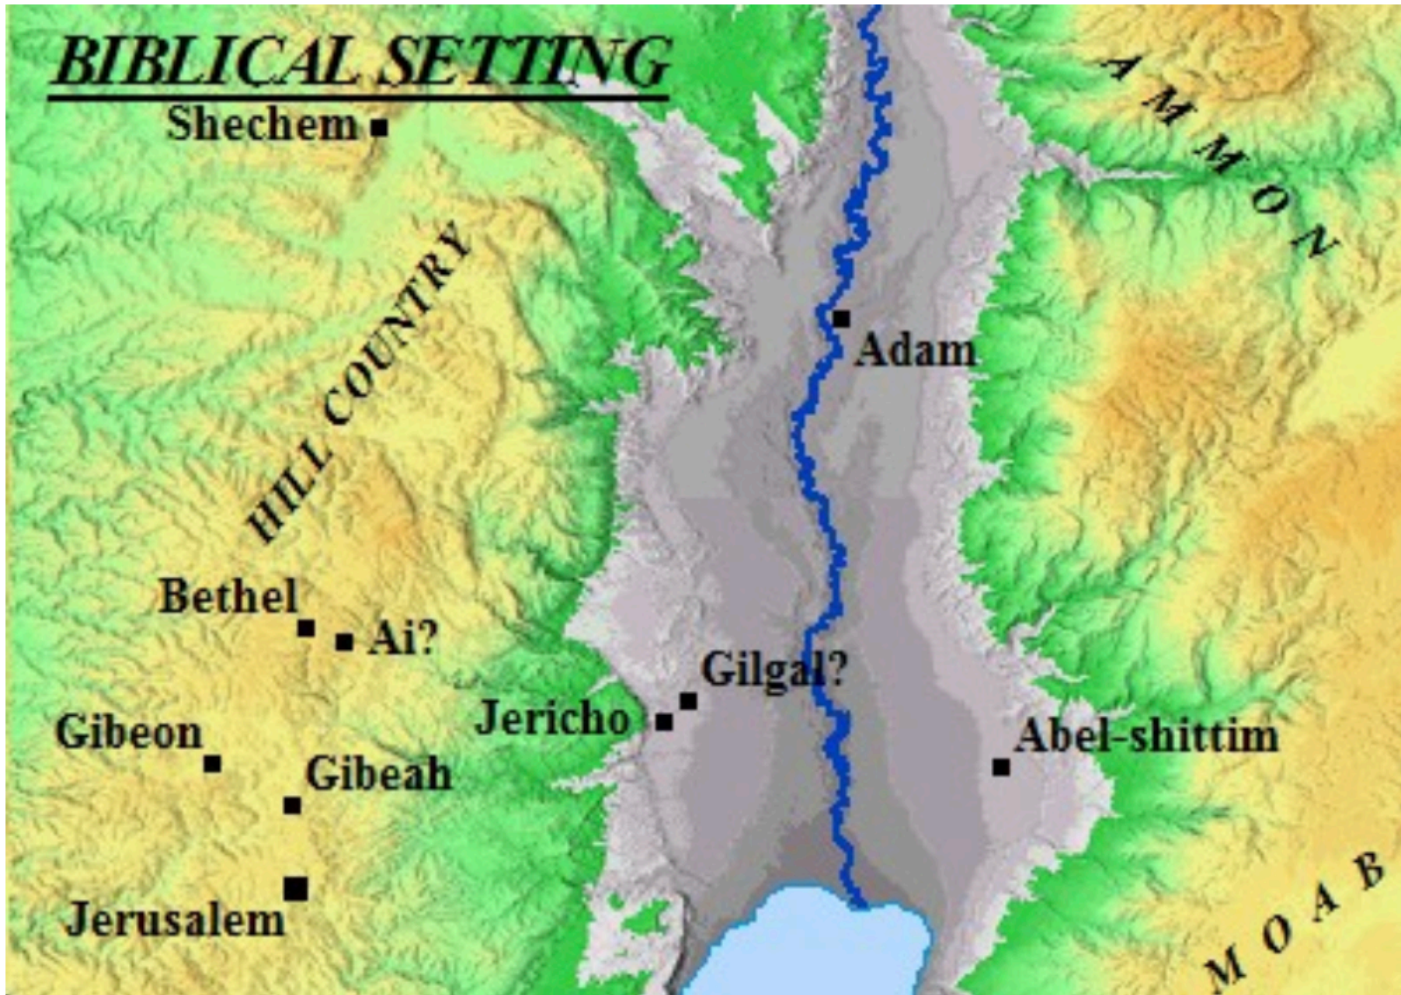 BIBLICAL SETTING
Shechem
AMMON
HILL COUNTRY
Adam
Bethel
Ai?
Gilgal?
Jericho
Gibeon
Abel-shittim
Gibeah
Jerusalem
MOAB